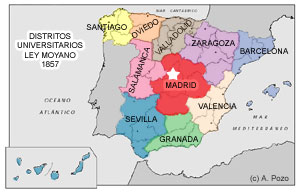 MAR CANTÁBRICO
DISTRITOS
UNIVERSITARIOS
LEY MOYANO
1857
SANTIAGO
OVIEDO
VALLADOLID
ZARAGOZA
BARCELONA
SALAMANCA
MADRID
VALENCIA
SEVILLA
GRANADA
OCÉANO
ATLÁNTICO
MAR
MEDITERRÁNEO
(c) A. Pozo